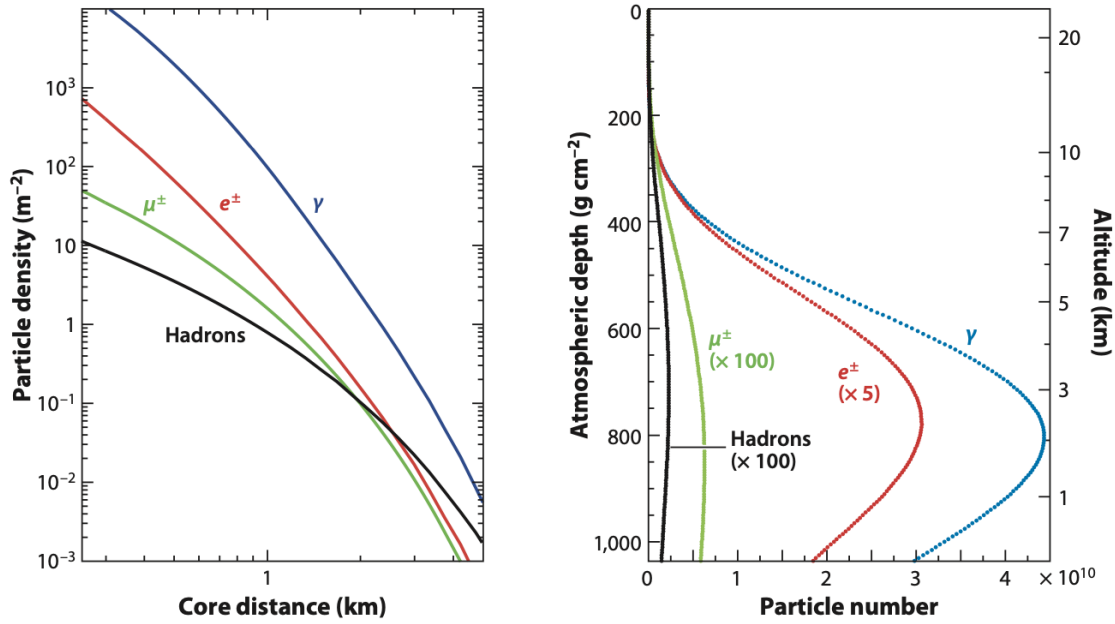 Particle density (m⁻²)
10³
10²
10
1
10⁻¹
10⁻²
10⁻³
γ
e±
μ±
Hadrons
1
Core distance (km)
Atmospheric depth (g cm⁻²)
0
200
400
600
800
1,000
γ
μ±
(× 100)
e±
(× 5)
Hadrons
(× 100)
0
1
2
3
4
× 10¹⁰
Particle number
20
10
7
5
3
1
Altitude (km)